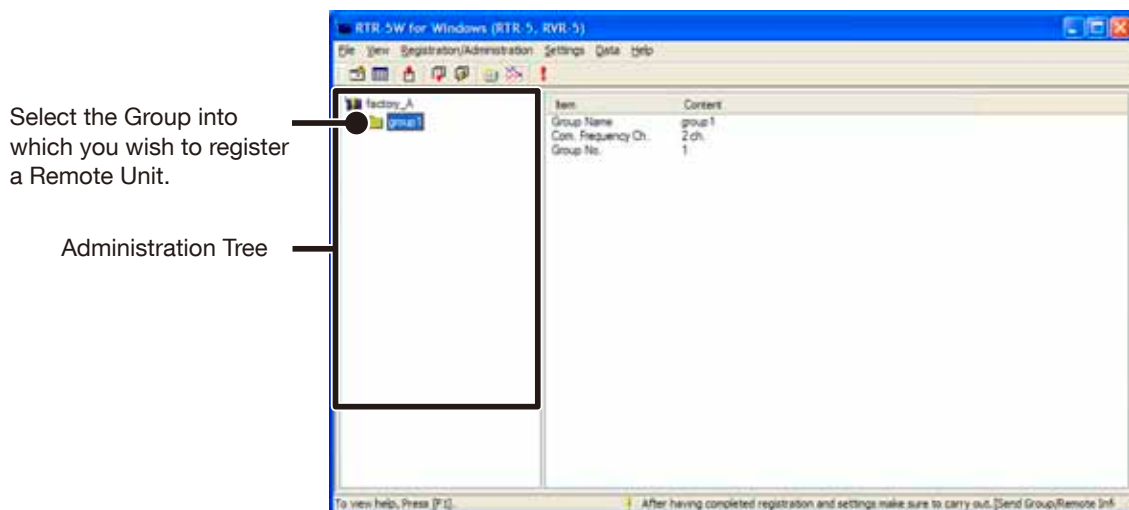 RTR-5W for Windows (RTR-5, RVR-5)
File View Registration/Administration Settings Data Help
Select the Group into
which you wish to register
a Remote Unit.
Administration Tree
factory_A
group1
Item Content
Group Name group1
Com. Frequency Ch. 2 ch.
Group No. 1
To view help, Press [F1].
After having completed registration and settings make sure to carry out, [Send Group/Remote Inf